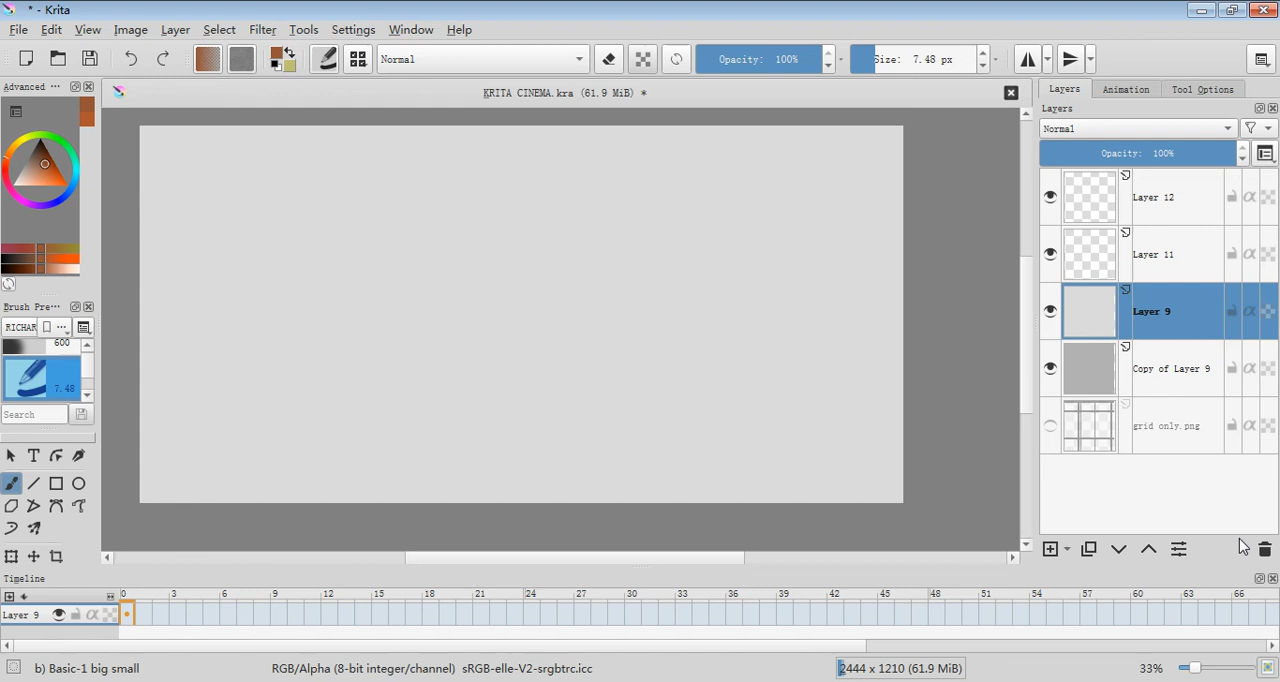 * - Krita
File Edit View Image Layer Select Filter Tools Settings Window Help
Normal Opacity: 100% Size: 7.48 px
Advanced ···
KRITA CINEMA.kra (61.9 MiB) *
Layers Animation Tool Options
Layers
Normal
Opacity: 100%
Layer 12
Layer 11
Layer 9
Copy of Layer 9
grid only.png
Brush Pre···
RICHAR ···
600
7.48
Search
Timeline
0 3 6 9 12 15 18 21 24 27 30 33 36 39 42 45 48 51 54 57 60 63 66
Layer 9
b) Basic-1 big small RGB/Alpha (8-bit integer/channel) sRGB-elle-V2-srgbtrc.icc 2444 x 1210 (61.9 MiB) 33%